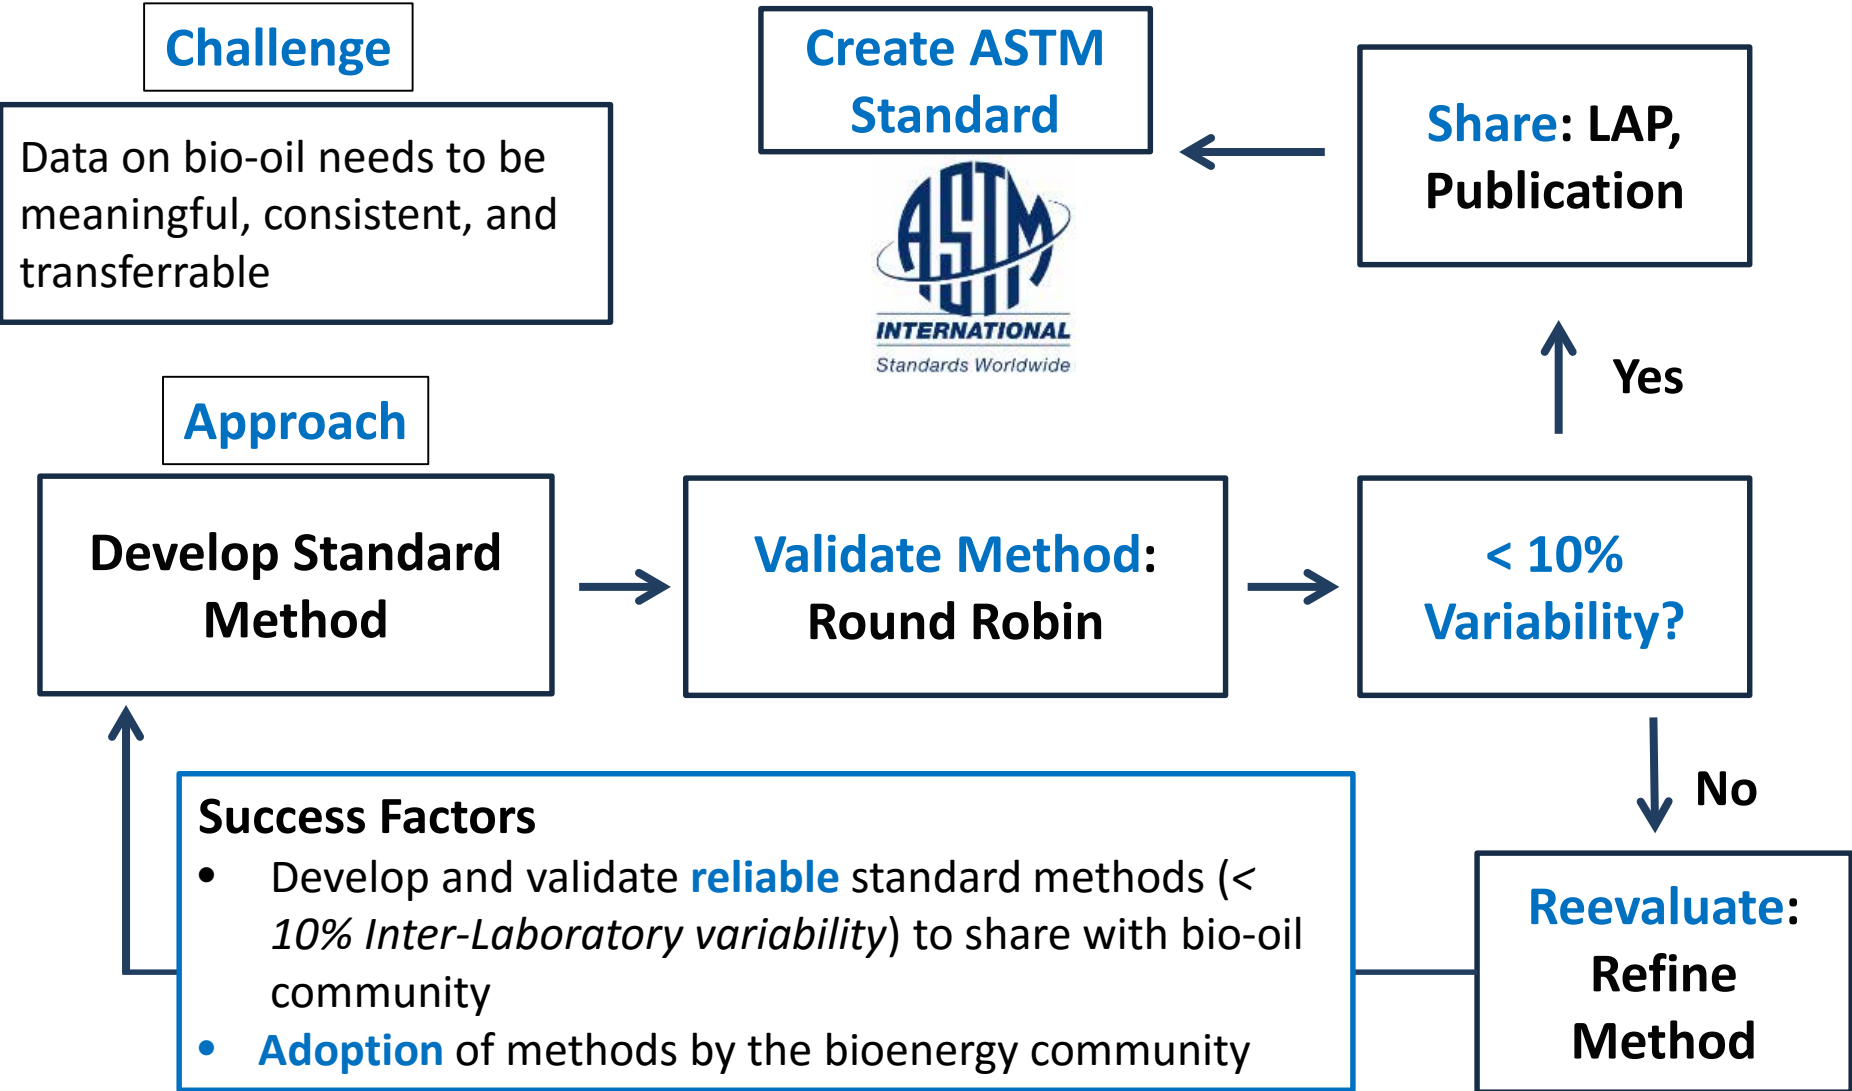 Challenge
Data on bio-oil needs to be
meaningful, consistent, and
transferrable
Create ASTM
Standard
ASTM
INTERNATIONAL
Standards Worldwide
Share: LAP,
Publication
Yes
Approach
Develop Standard
Method
Validate Method:
Round Robin
< 10%
Variability?
No
Success Factors
• Develop and validate reliable standard methods (<
10% Inter-Laboratory variability) to share with bio-oil
community
• Adoption of methods by the bioenergy community
Reevaluate:
Refine
Method